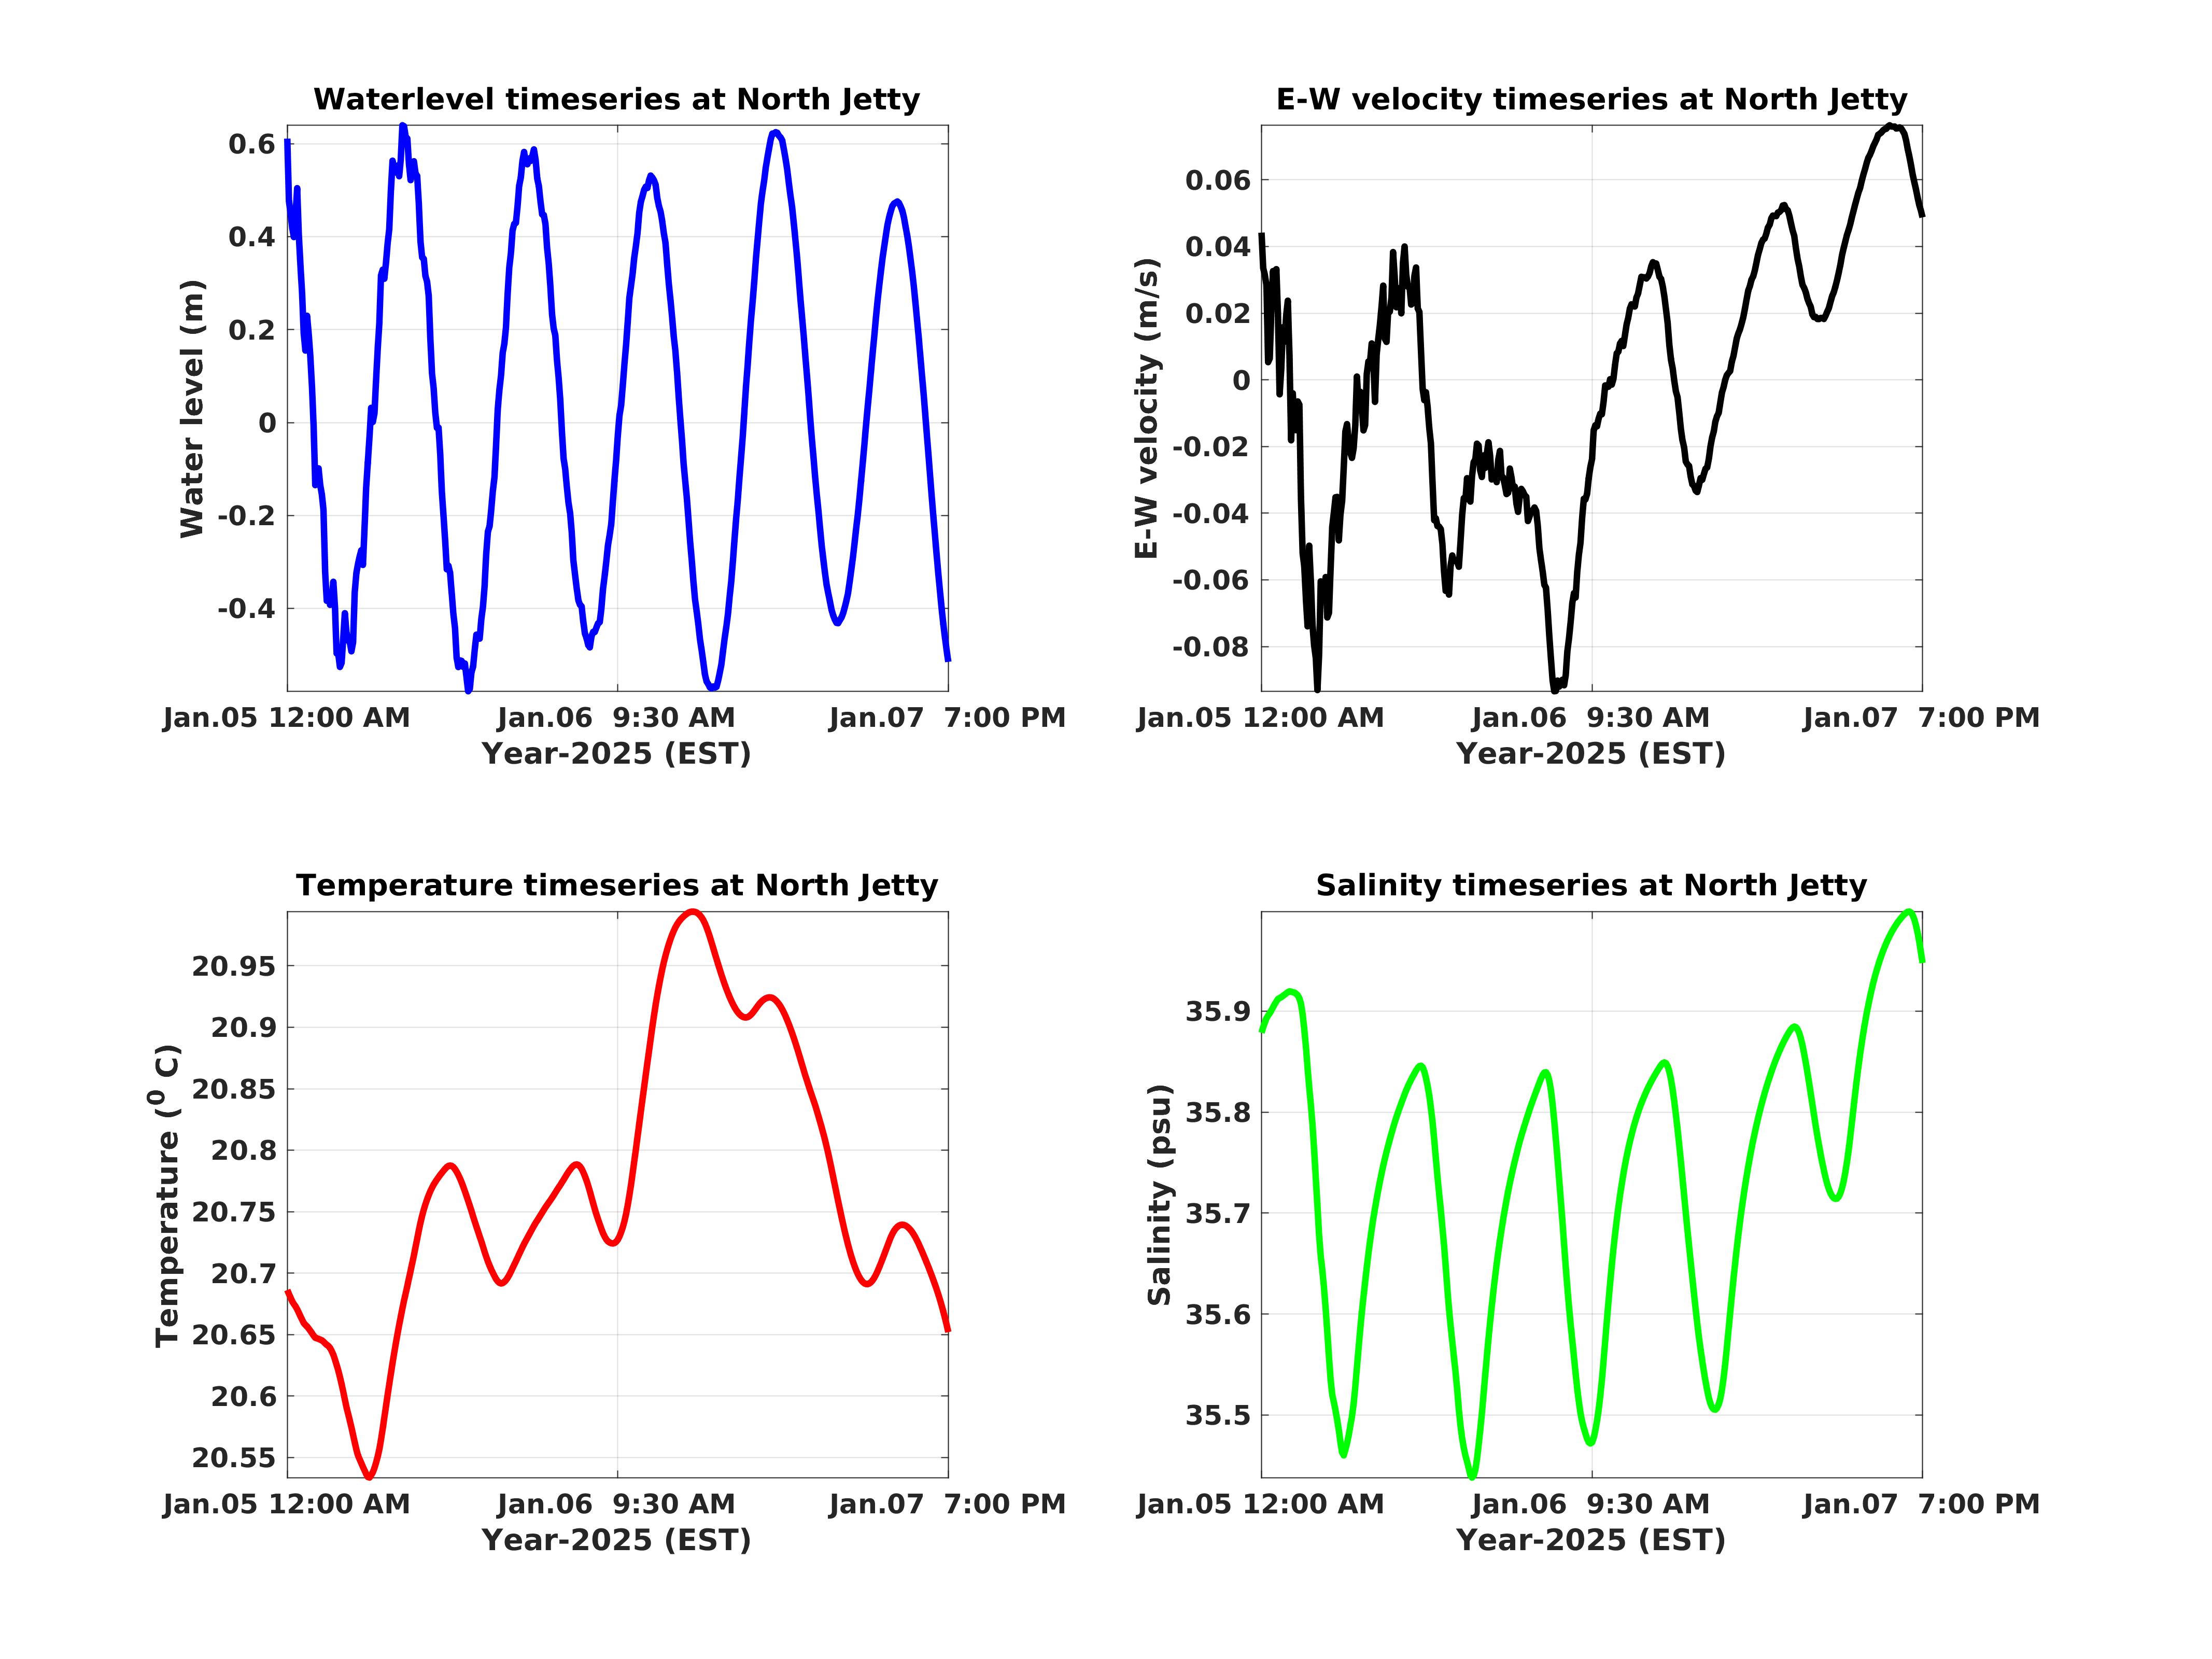 Waterlevel timeseries at North Jetty
0.6
0.4
0.2
0
-0.2
-0.4
Water level (m)
Jan.05 12:00 AM Jan.06 9:30 AM Jan.07 7:00 PM
Year-2025 (EST)
E-W velocity timeseries at North Jetty
0.06
0.04
0.02
0
-0.02
-0.04
-0.06
-0.08
E-W velocity (m/s)
Jan.05 12:00 AM Jan.06 9:30 AM Jan.07 7:00 PM
Year-2025 (EST)
Temperature timeseries at North Jetty
20.95
20.9
20.85
20.8
20.75
20.7
20.65
20.6
20.55
Temperature (⁰ C)
Jan.05 12:00 AM Jan.06 9:30 AM Jan.07 7:00 PM
Year-2025 (EST)
Salinity timeseries at North Jetty
35.9
35.8
35.7
35.6
35.5
Salinity (psu)
Jan.05 12:00 AM Jan.06 9:30 AM Jan.07 7:00 PM
Year-2025 (EST)